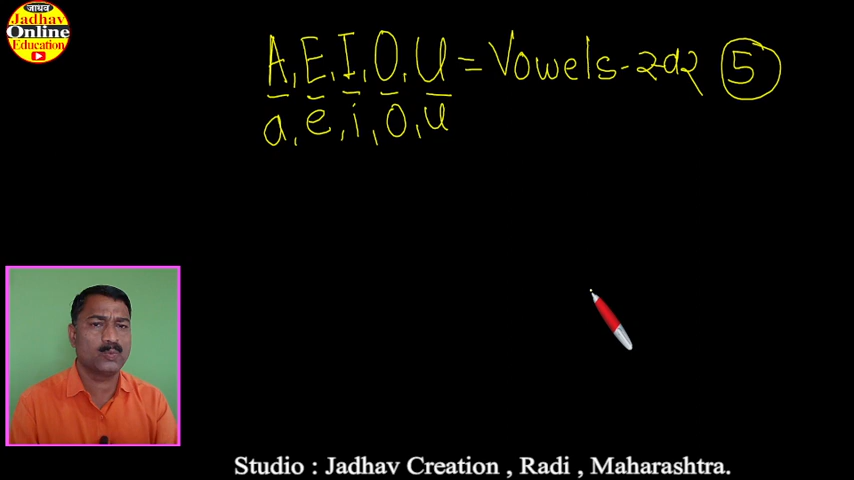 जाधव
Jadhav
Online
Education
A, E, I, O, U = Vowels - स्वर 5
a, e, i, o, u
Studio : Jadhav Creation , Radi , Maharashtra.